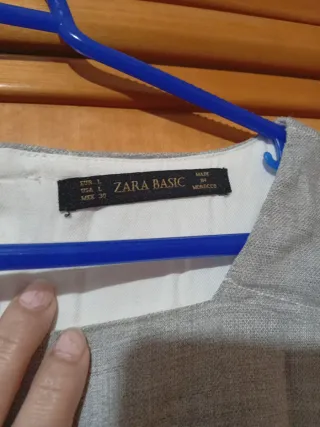 EUR L
USA L
MEX 30
ZARA BASIC
MADE
IN
MOROCCO